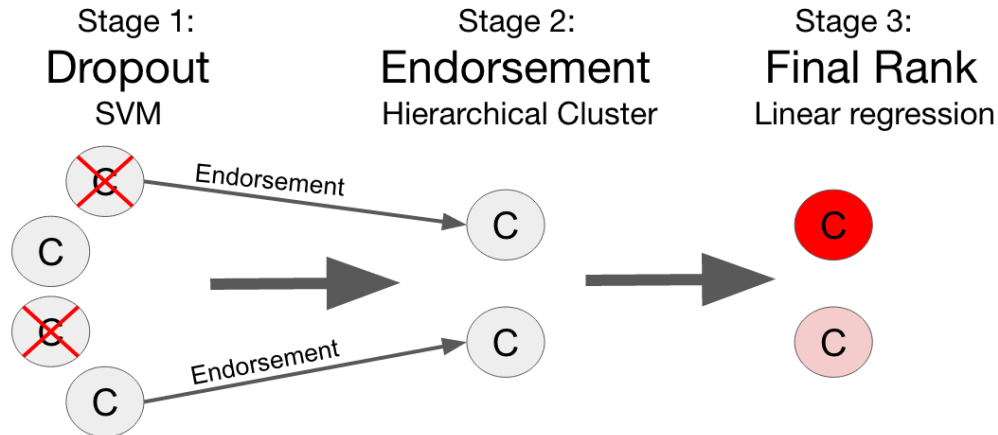 Stage 1:
Dropout
SVM
Stage 2:
Endorsement
Hierarchical Cluster
Stage 3:
Final Rank
Linear regression
C
C
C
C
Endorsement
Endorsement
C
C
C
C